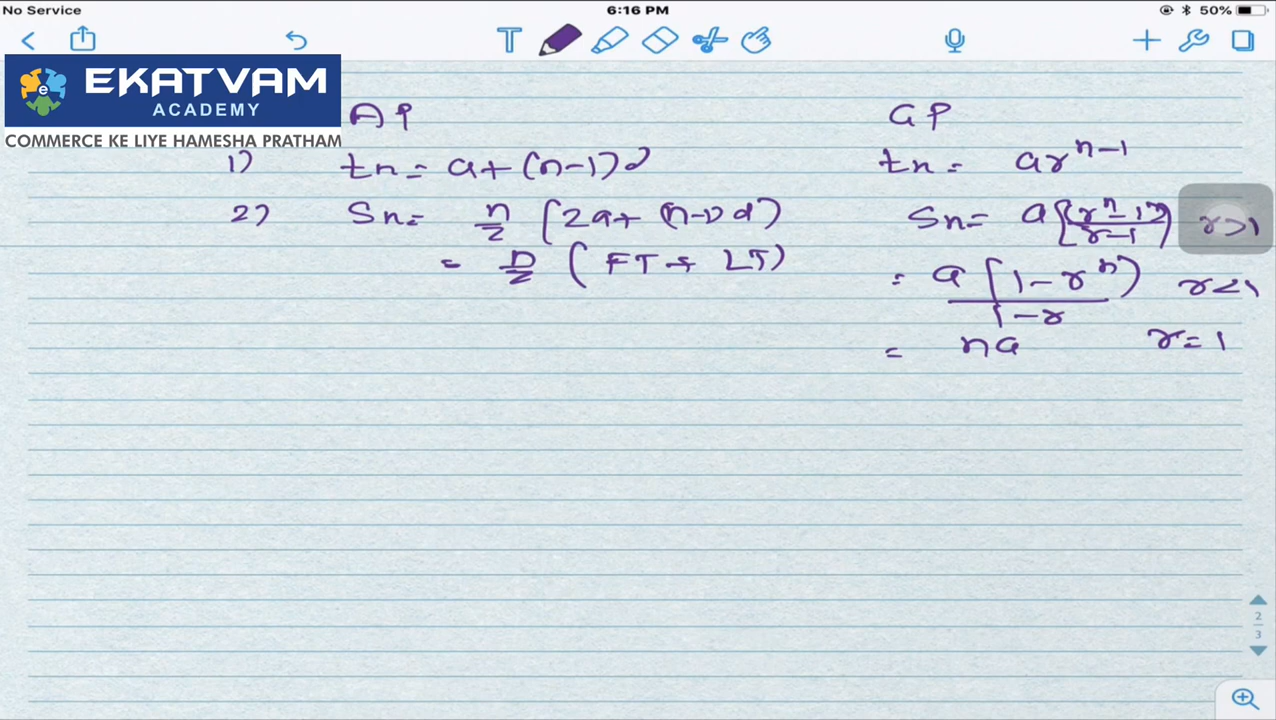 No Service 6:16 PM 50%
EKATVAM
ACADEMY
COMMERCE KE LIYE HAMESHA PRATHAM
AP GP
1) tn = a+(n-1)d tn = ar^n-1
2) Sn= n/2 [2a+ (n-1)d) Sn= a[(r^n-1)/r-1] r>1
= n/2 (FT + LT) = a[1-r^n)/1-r r<1
= na r=1
2
3